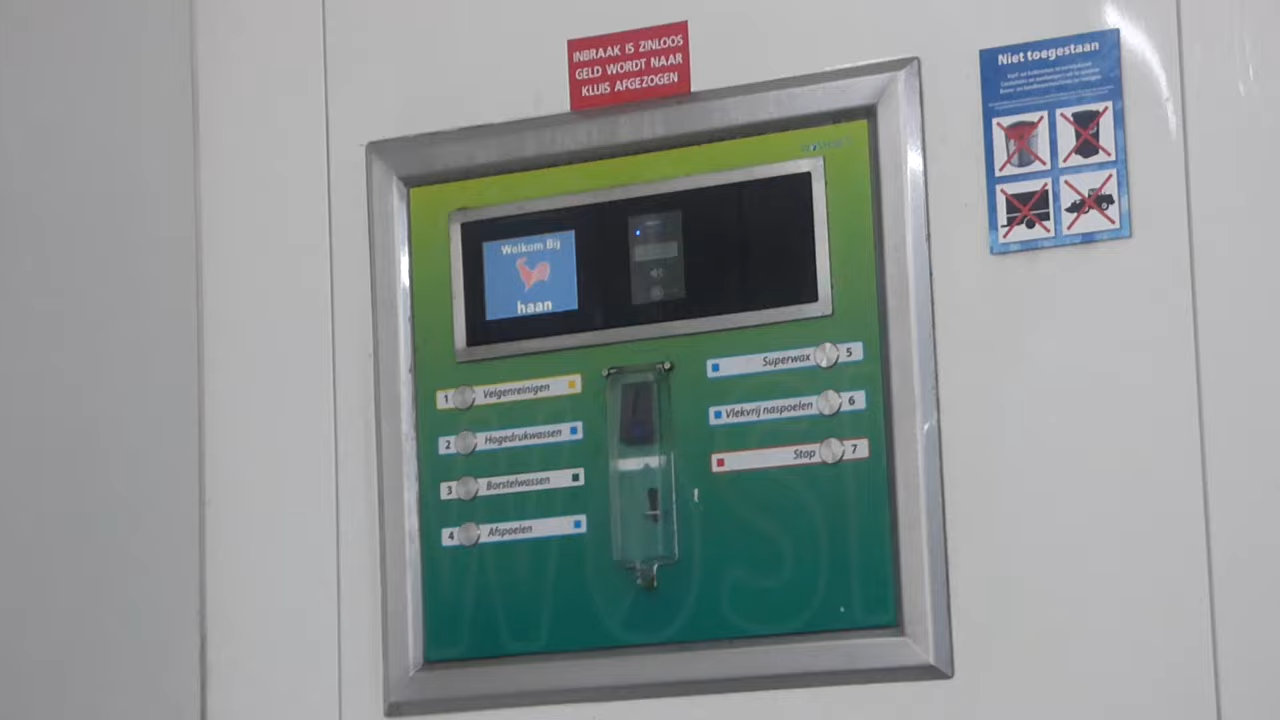 INBRAAK IS ZINLOOS
GELD WORDT NAAR
KLUIS AFGEZOGEN
Niet toegestaan
Welkom Bij
haan
1 Velgenreinigen
2 Hogedrukwassen
3 Borstelwassen
4 Afspoelen
Superwax 5
Vlekvrij naspoelen 6
Stop 7
WOSH